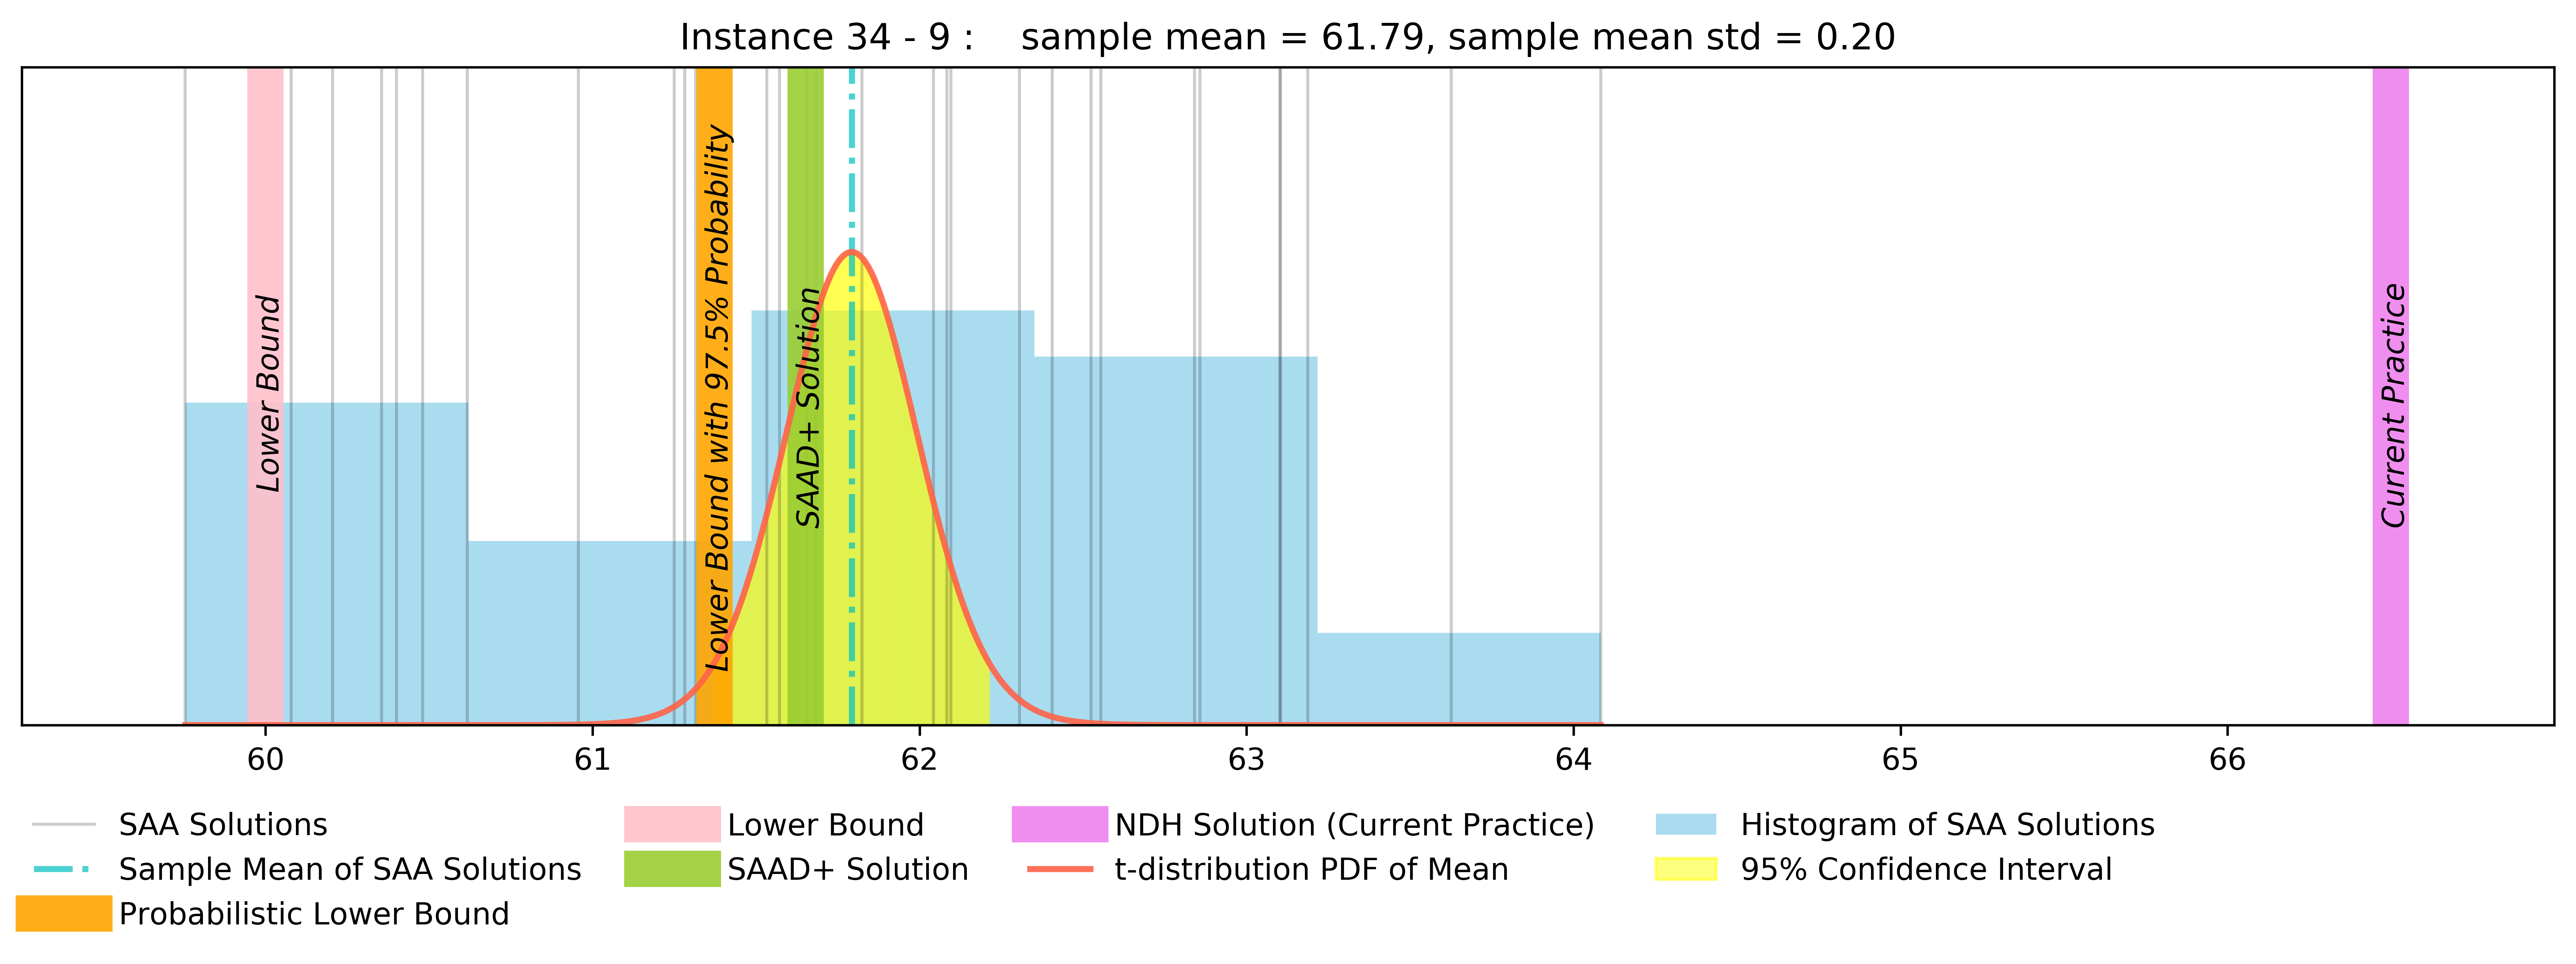 Instance 34 - 9 :    sample mean = 61.79, sample mean std = 0.20
Lower Bound
Lower Bound with 97.5% Probability
SAAD+ Solution
Current Practice
60 61 62 63 64 65 66
SAA Solutions
Sample Mean of SAA Solutions
Probabilistic Lower Bound
Lower Bound
SAAD+ Solution
NDH Solution (Current Practice)
t-distribution PDF of Mean
Histogram of SAA Solutions
95% Confidence Interval